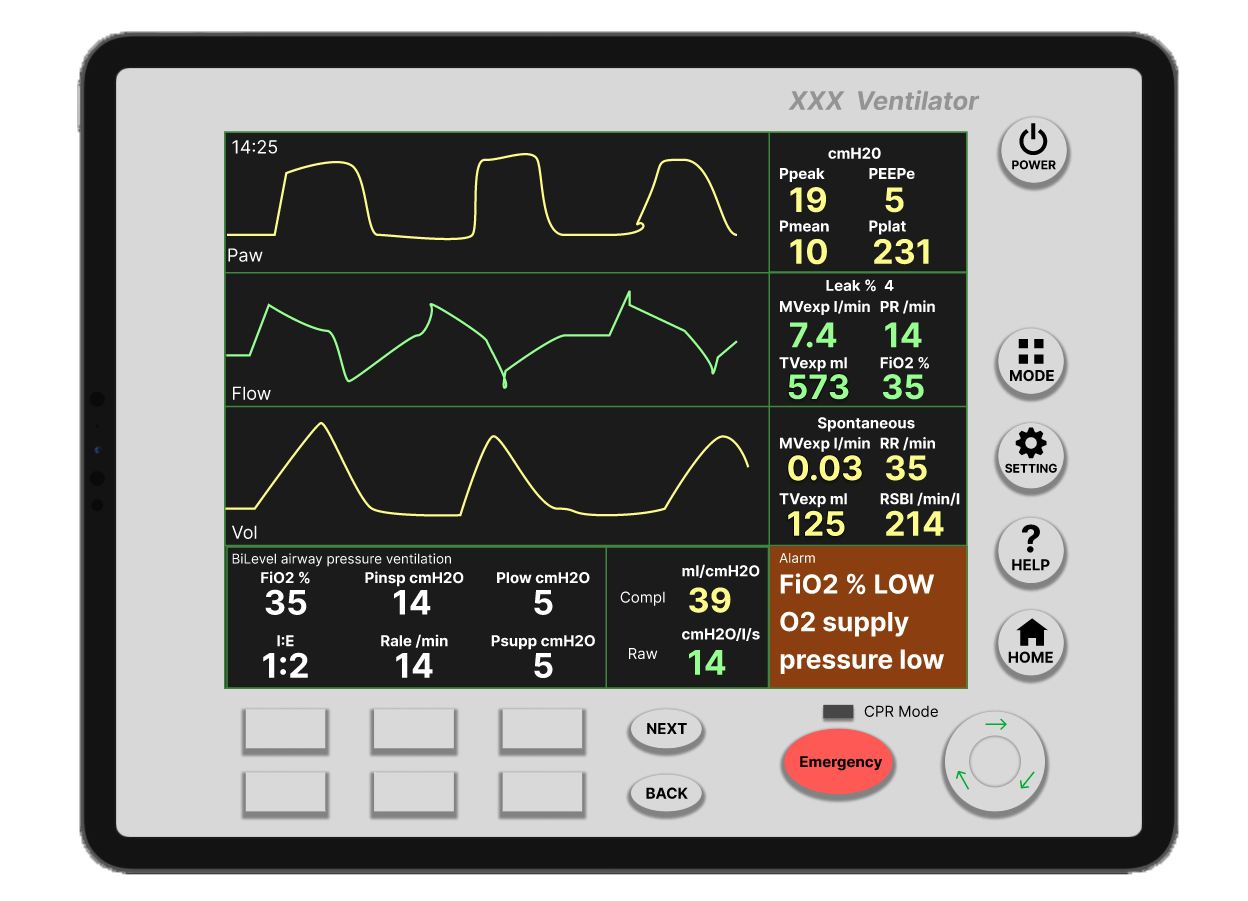 XXX Ventilator
POWER
14:25
Paw
cmH20
Ppeak PEEPe
19 5
Pmean Pplat
10 231
Flow
Leak % 4
MVexp l/min PR /min
7.4 14
TVexp ml FiO2 %
573 35
MODE
Vol
Spontaneous
MVexp l/min RR /min
0.03 35
TVexp ml RSBI /min/l
125 214
SETTING
HELP
BiLevel airway pressure ventilation
FiO2 % Pinsp cmH2O Plow cmH2O
35 14 5
I:E Rale /min Psupp cmH2O
1:2 14 5
ml/cmH2O
Compl 39
cmH2O/l/s
Raw 14
Alarm
FiO2 % LOW
O2 supply
pressure low
HOME
NEXT
BACK
CPR Mode
Emergency